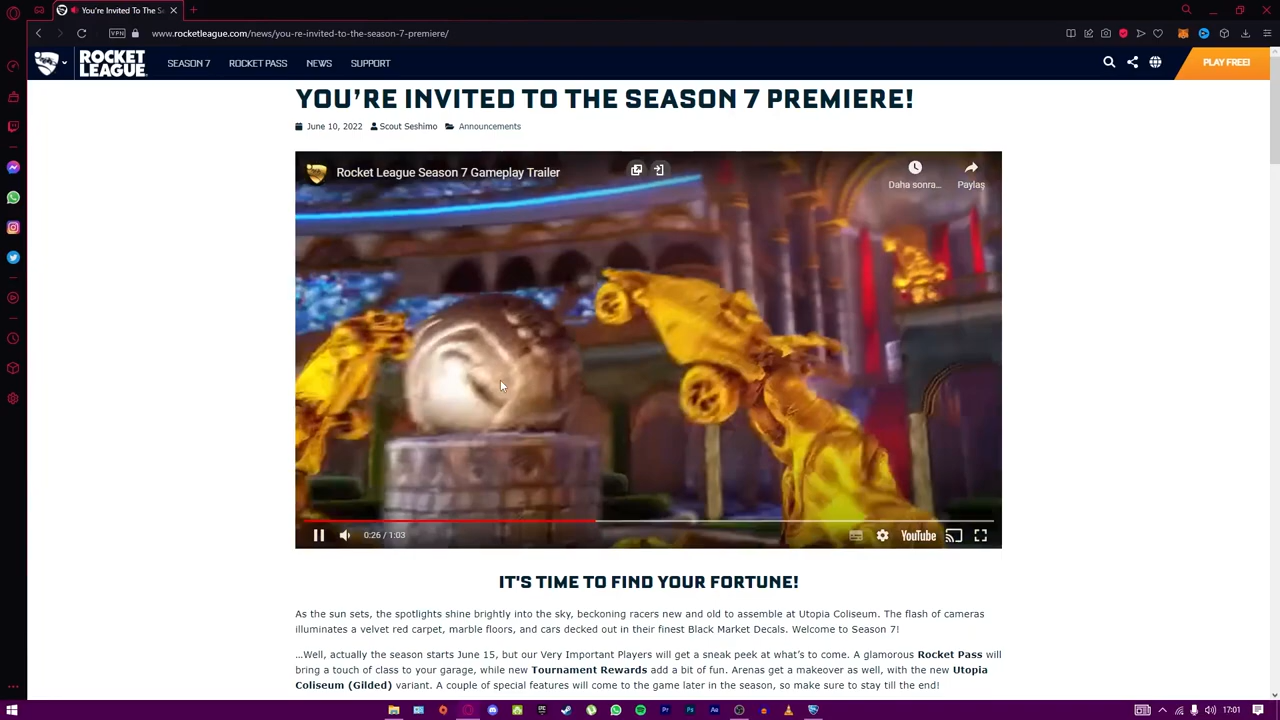 You're Invited To The Se
VPN
www.rocketleague.com/news/you-re-invited-to-the-season-7-premiere/
ROCKET
LEAGUE
SEASON 7
ROCKET PASS
NEWS
SUPPORT
PLAY FREE!
YOU'RE INVITED TO THE SEASON 7 PREMIERE!
June 10, 2022
Scout Seshimo
Announcements
Rocket League Season 7 Gameplay Trailer
Daha sonra...
Paylaş
0:26 / 1:03
YouTube
IT'S TIME TO FIND YOUR FORTUNE!
As the sun sets, the spotlights shine brightly into the sky, beckoning racers new and old to assemble at Utopia Coliseum. The flash of cameras
illuminates a velvet red carpet, marble floors, and cars decked out in their finest Black Market Decals. Welcome to Season 7!
...Well, actually the season starts June 15, but our Very Important Players will get a sneak peek at what's to come. A glamorous Rocket Pass will
bring a touch of class to your garage, while new Tournament Rewards add a bit of fun. Arenas get a makeover as well, with the new Utopia
Coliseum (Gilded) variant. A couple of special features will come to the game later in the season, so make sure to stay till the end!
Pr
Ps
Au
17:01